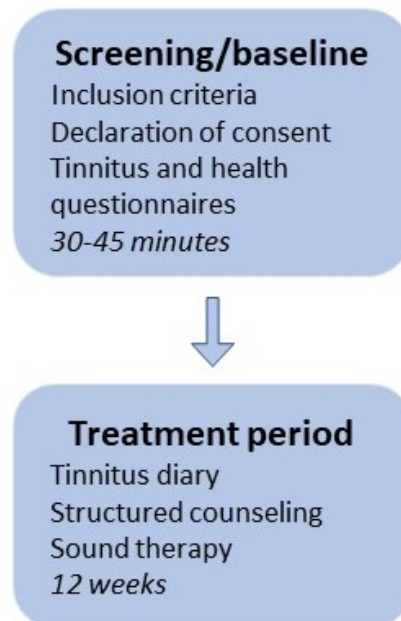 Screening/baseline
Inclusion criteria
Declaration of consent
Tinnitus and health
questionnaires
30-45 minutes
Treatment period
Tinnitus diary
Structured counseling
Sound therapy
12 weeks